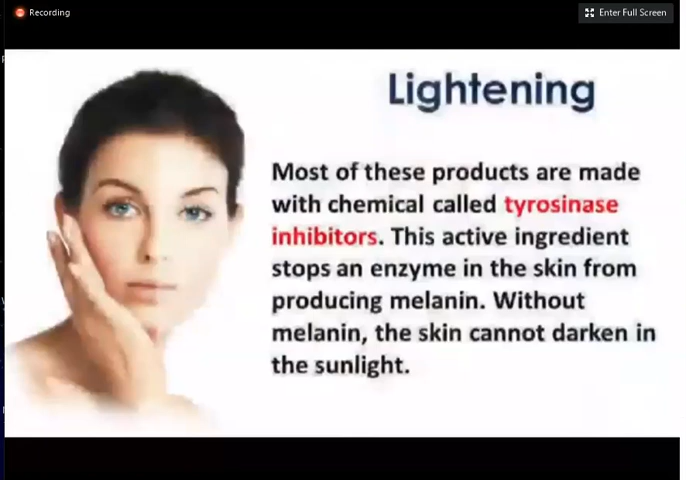 Recording
Enter Full Screen
Lightening
Most of these products are made
with chemical called tyrosinase
inhibitors. This active ingredient
stops an enzyme in the skin from
producing melanin. Without
melanin, the skin cannot darken in
the sunlight.